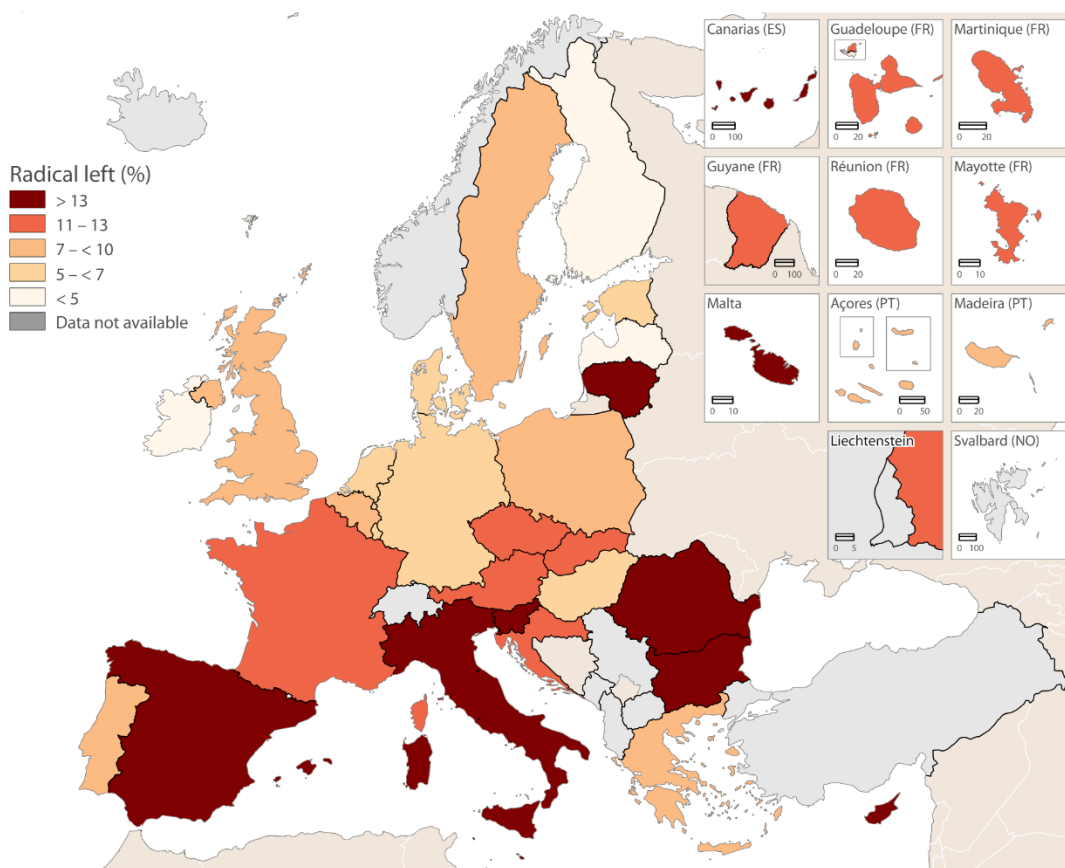 Radical left (%)
> 13
11 – 13
7 – < 10
5 – < 7
< 5
Data not available
Canarias (ES)
0 100
Guadeloupe (FR)
0 20
Martinique (FR)
0 20
Guyane (FR)
0 100
Réunion (FR)
0 20
Mayotte (FR)
0 10
Malta
0 10
Açores (PT)
0 50
Madeira (PT)
0 20
Liechtenstein
0 5
Svalbard (NO)
0 100